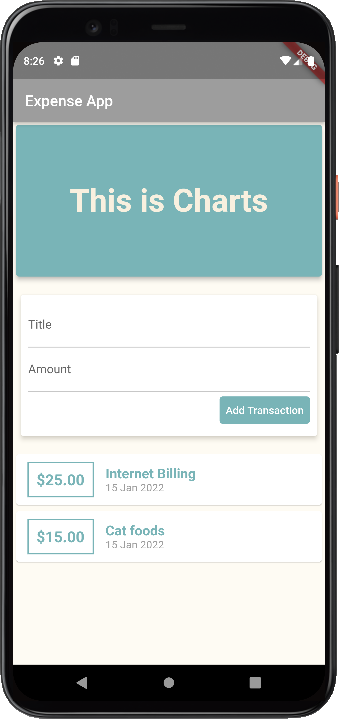 8:26
DEBUG
Expense App
This is Charts
Title
Amount
Add Transaction
$25.00
Internet Billing
15 Jan 2022
$15.00
Cat foods
15 Jan 2022